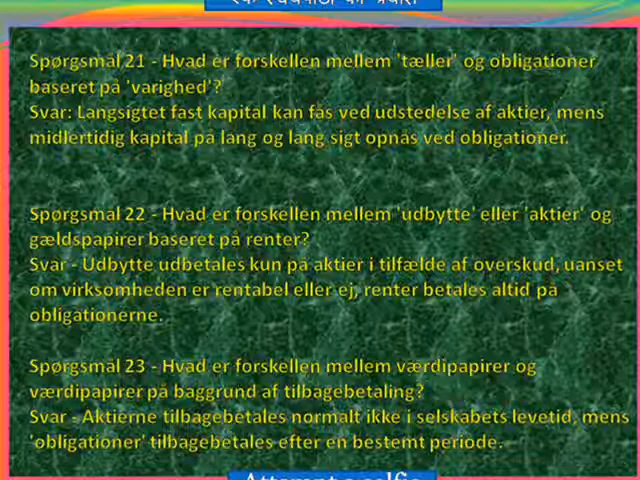 Spørgsmål 21 - Hvad er forskellen mellem 'tæller' og obligationer
baseret på 'varighed'?
Svar: Langsigtet fast kapital kan fås ved udstedelse af aktier, mens
midlertidig kapital på lang og lang sigt opnås ved obligationer.
Spørgsmål 22 - Hvad er forskellen mellem 'udbytte' eller 'aktier' og
gældspapirer baseret på renter?
Svar - Udbytte udbetales kun på aktier i tilfælde af overskud, uanset
om virksomheden er rentabel eller ej, renter betales altid på
obligationerne.
Spørgsmål 23 - Hvad er forskellen mellem værdipapirer og
værdipapirer på baggrund af tilbagebetaling?
Svar - Aktierne tilbagebetales normalt ikke i selskabets levetid, mens
'obligationer' tilbagebetales efter en bestemt periode.